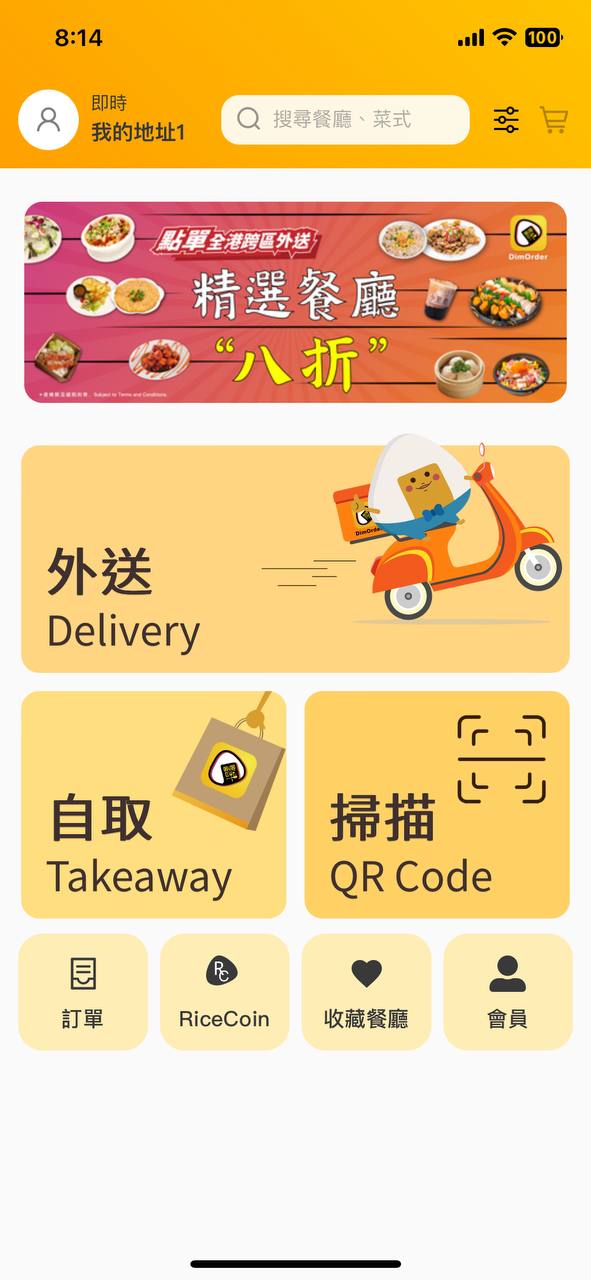 8:14
100
即時
我的地址1
搜尋餐廳、菜式
點單全港跨區外送
DimOrder
精選餐廳
“八折”
Subject to Terms and Conditions.
DimOrder
外送
Delivery
自取
Takeaway
掃描
QR Code
訂單
RC
RiceCoin
收藏餐廳
會員